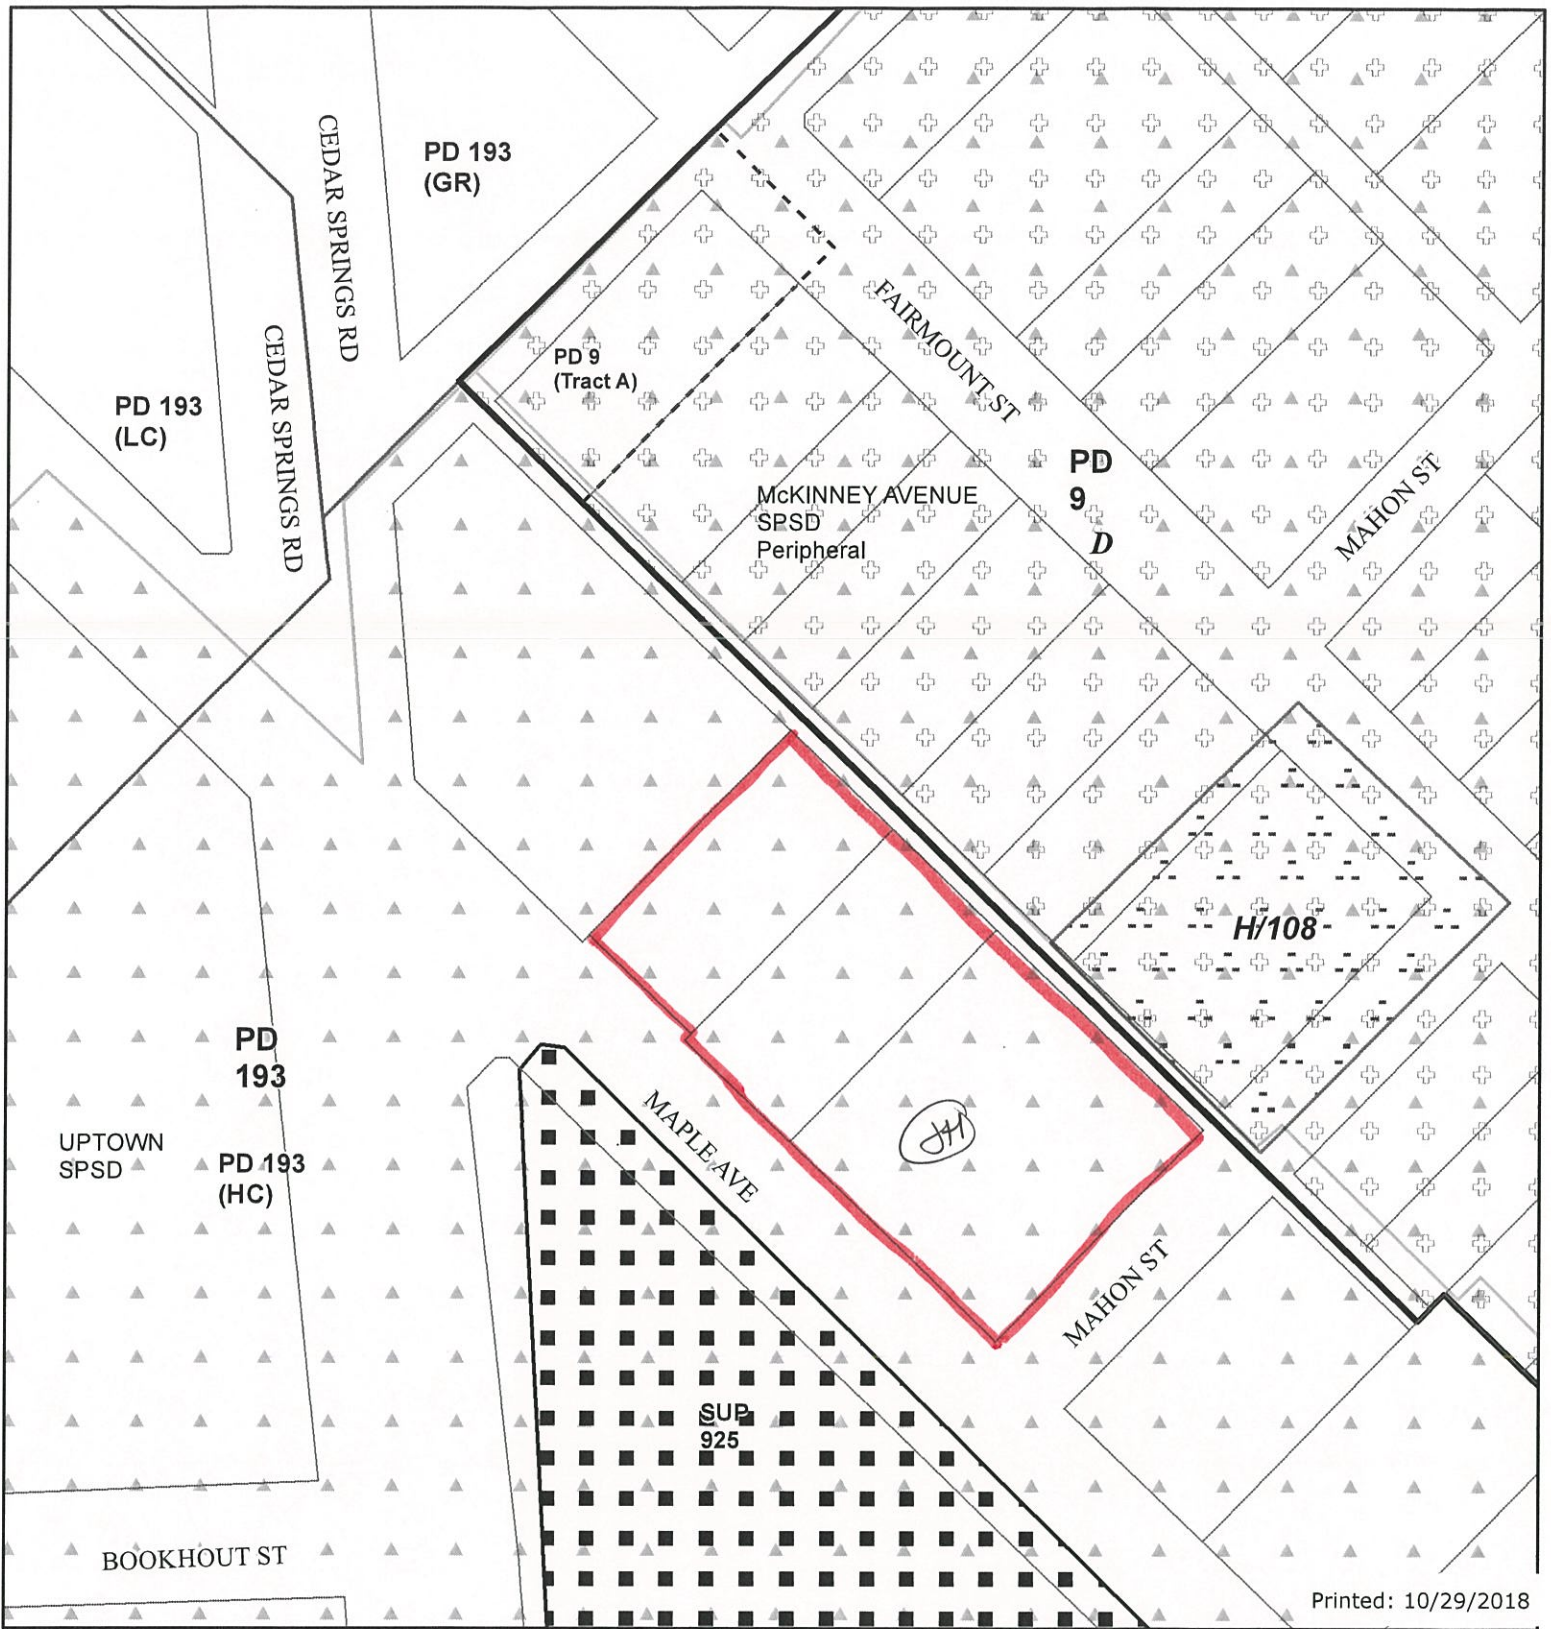 CEDAR SPRINGS RD
PD 193
(GR)
CEDAR SPRINGS RD
PD 193
(LC)
PD 9
(Tract A)
FAIRMOUNT ST
McKINNEY AVENUE
SPSD
Peripheral
PD
9
D
MAHON ST
H/108
PD
193
UPTOWN
SPSD
PD 193
(HC)
MAPLE AVE
JH
MAHON ST
SUP
925
BOOKHOUT ST
Printed: 10/29/2018